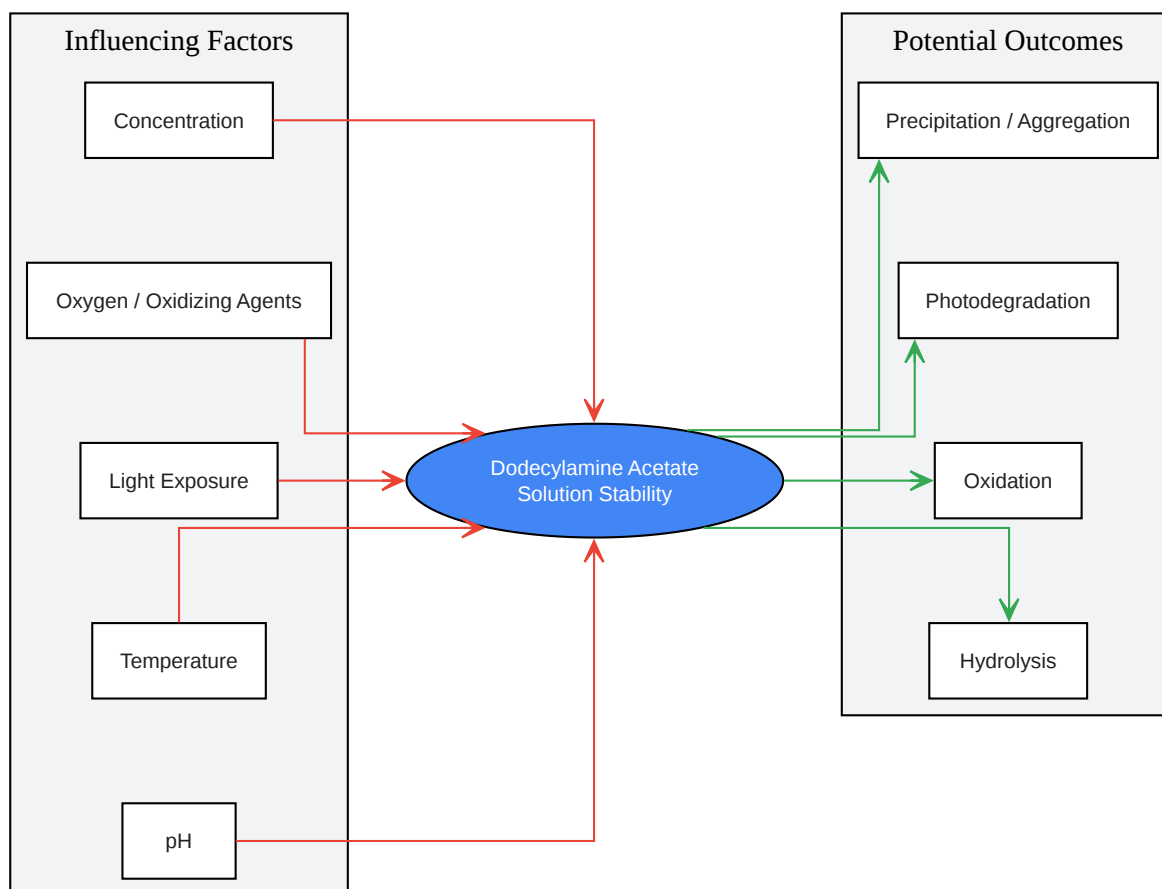 Influencing Factors
Concentration
Oxygen / Oxidizing Agents
Light Exposure
Temperature
pH
Dodecylamine Acetate
Solution Stability
Potential Outcomes
Precipitation / Aggregation
Photodegradation
Oxidation
Hydrolysis